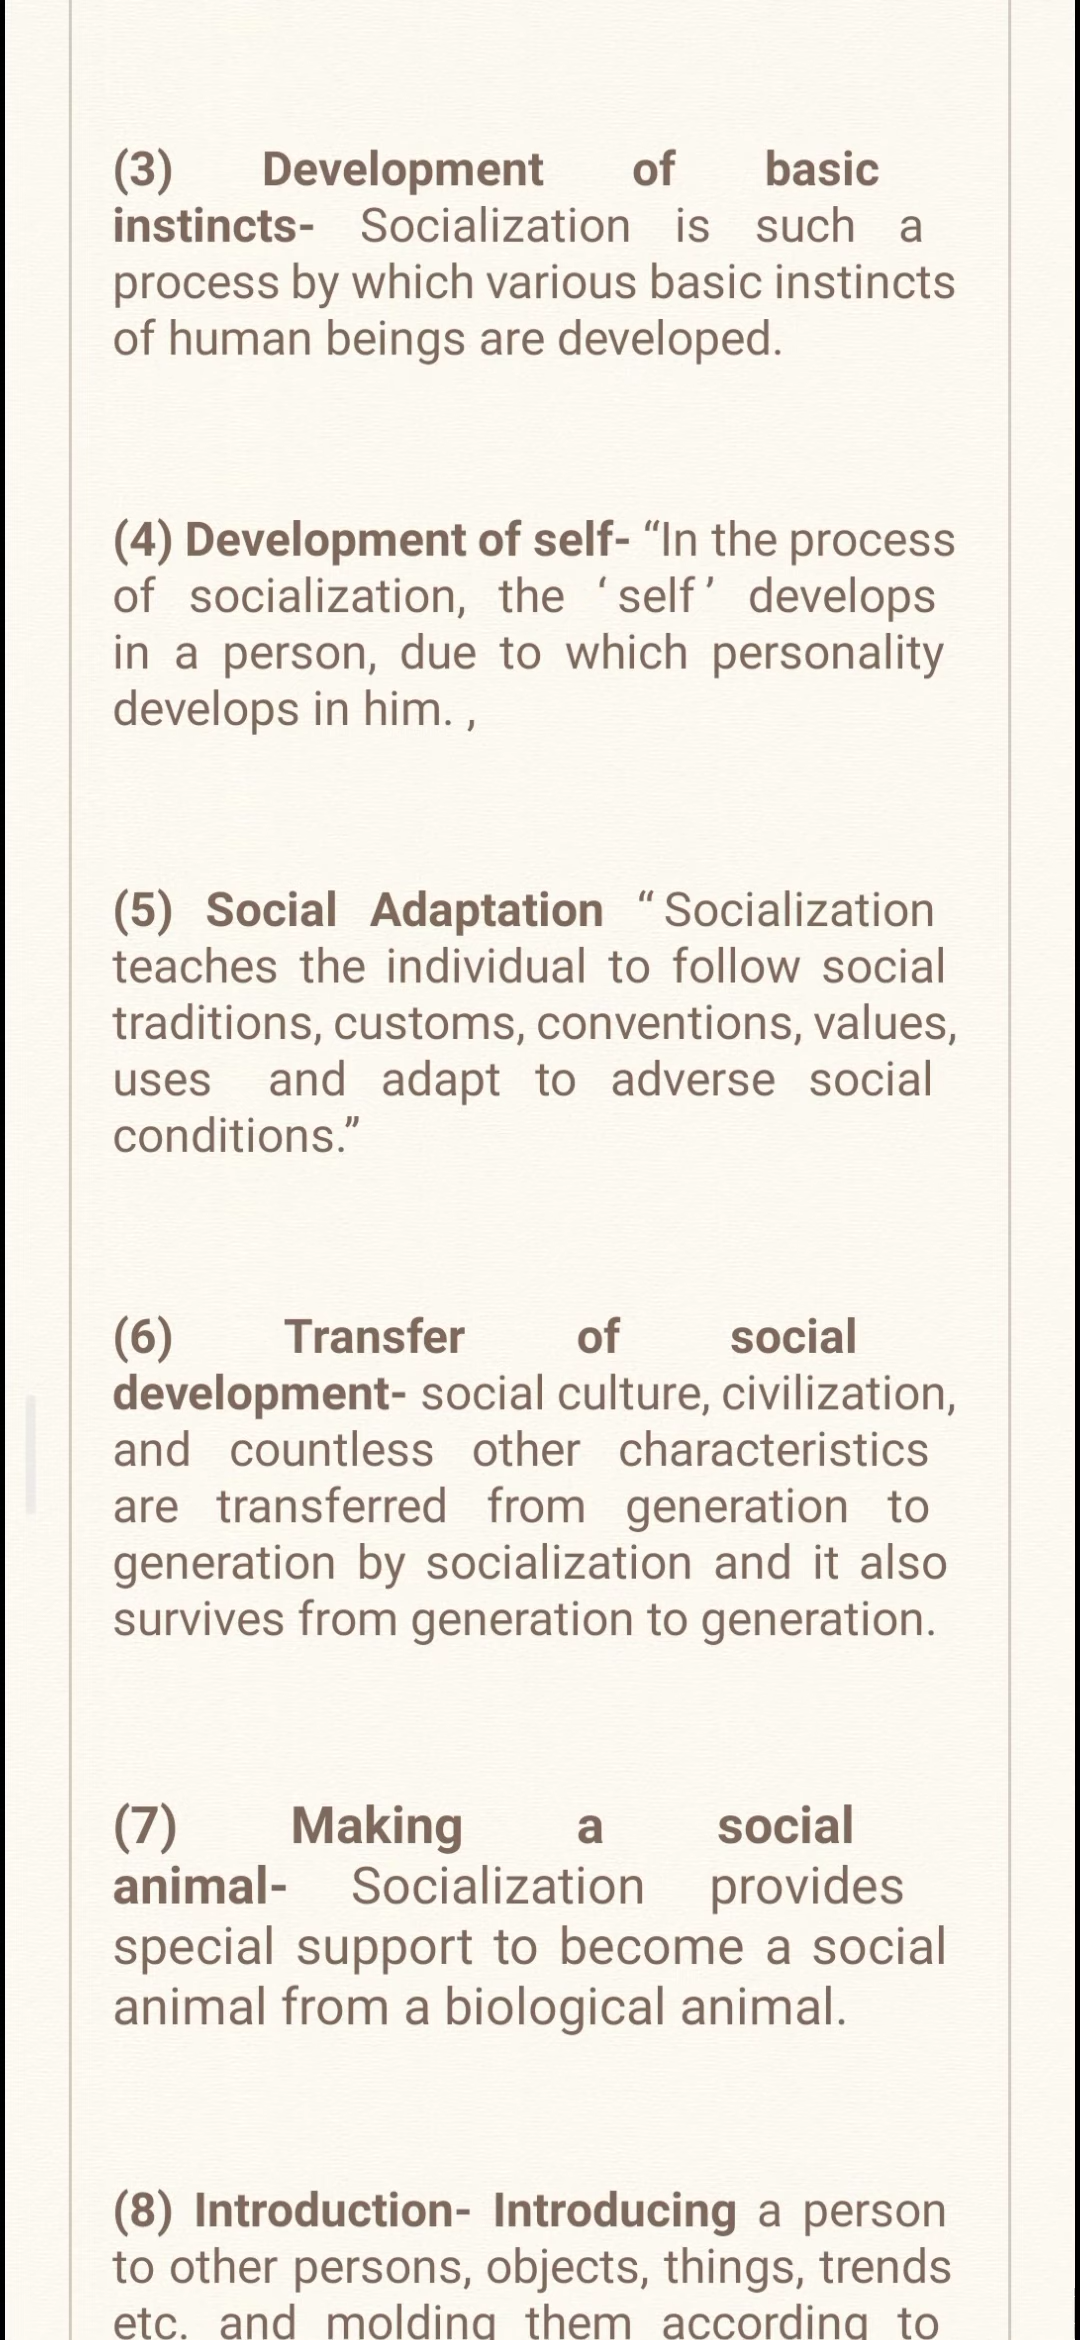 (3) Development of basic
instincts- Socialization is such a
process by which various basic instincts
of human beings are developed.
(4) Development of self- “In the process
of socialization, the ‘ self ’ develops
in a person, due to which personality
develops in him. ,
(5) Social Adaptation “ Socialization
teaches the individual to follow social
traditions, customs, conventions, values,
uses and adapt to adverse social
conditions.”
(6) Transfer of social
development- social culture, civilization,
and countless other characteristics
are transferred from generation to
generation by socialization and it also
survives from generation to generation.
(7) Making a social
animal- Socialization provides
special support to become a social
animal from a biological animal.
(8) Introduction- Introducing a person
to other persons, objects, things, trends
etc. and molding them according to